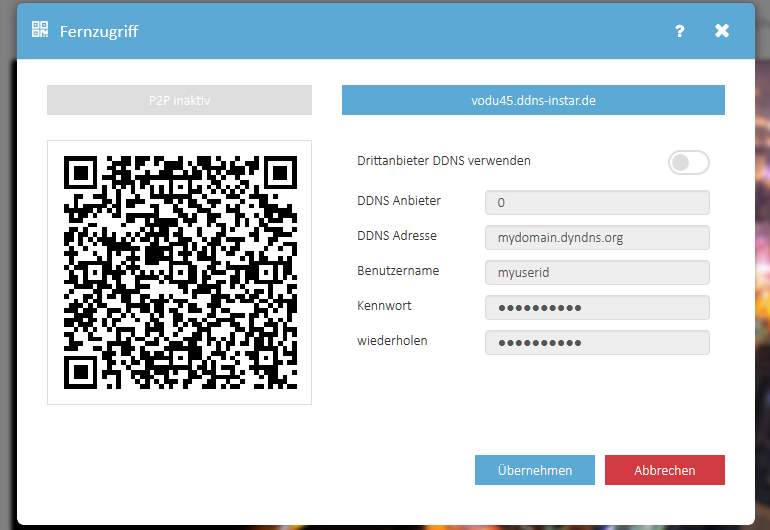 Fernzugriff ?
P2P inaktiv
vodu45.ddns-instar.de
Drittanbieter DDNS verwenden
DDNS Anbieter 0
DDNS Adresse mydomain.dyndns.org
Benutzername myuserid
Kennwort ●●●●●●●●●●
wiederholen ●●●●●●●●●●
Übernehmen Abbrechen